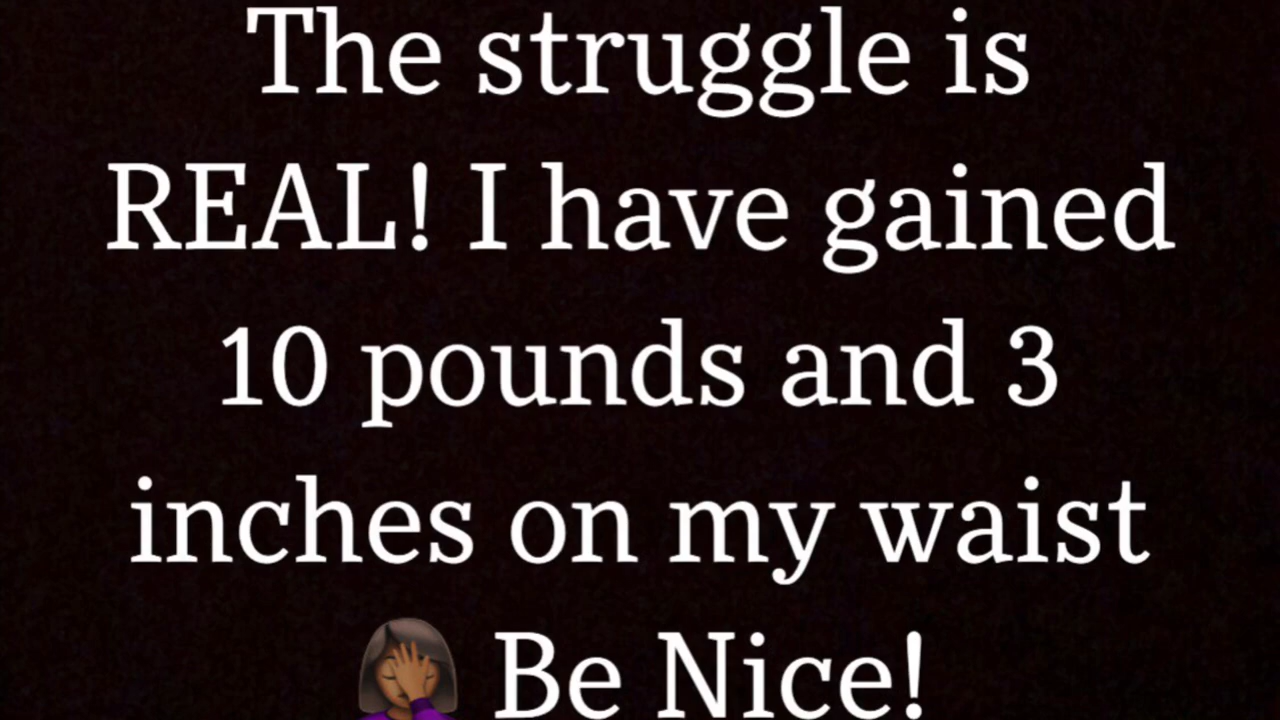 The struggle is
REAL! I have gained
10 pounds and 3
inches on my waist
🤦🏾‍♀️ Be Nice!